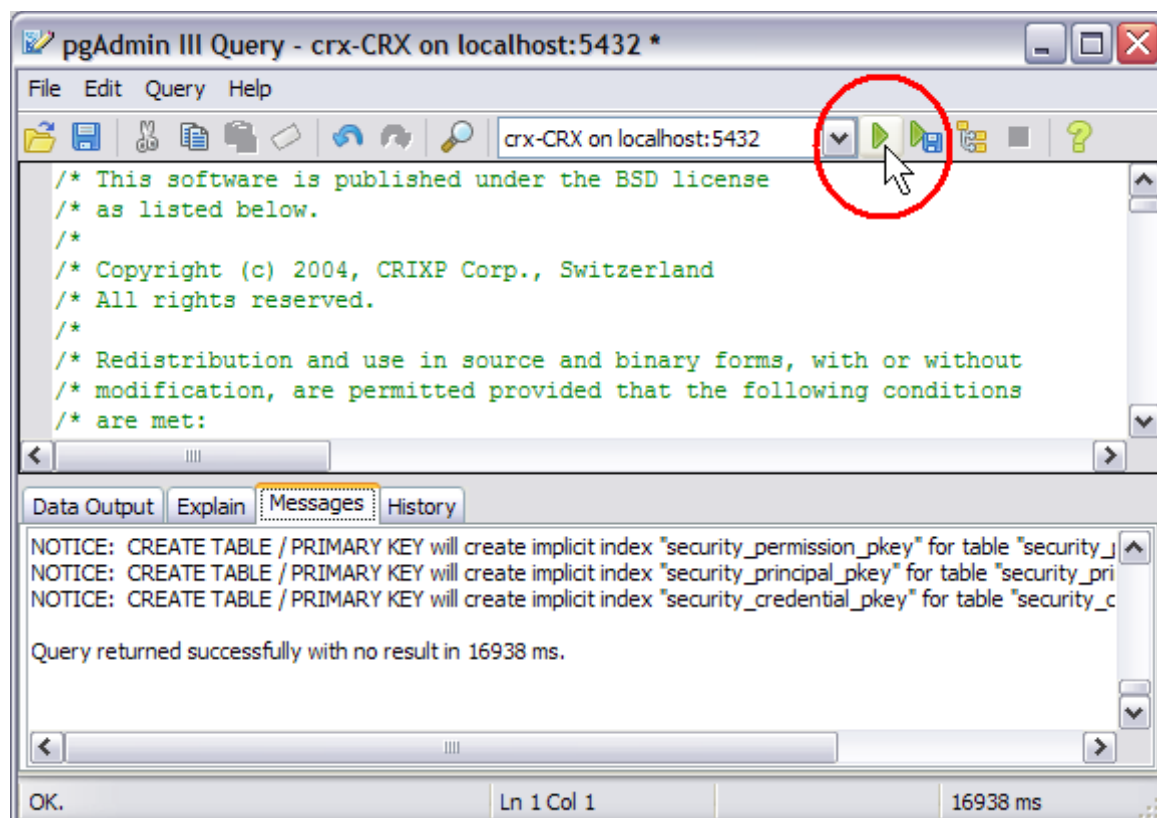 pgAdmin III Query - crx-CRX on localhost:5432 *
File Edit Query Help
crx-CRX on localhost:5432
/* This software is published under the BSD license
/* as listed below.
/*
/* Copyright (c) 2004, CRIXP Corp., Switzerland
/* All rights reserved.
/*
/* Redistribution and use in source and binary forms, with or without
/* modification, are permitted provided that the following conditions
/* are met:
Data Output Explain Messages History
NOTICE: CREATE TABLE / PRIMARY KEY will create implicit index "security_permission_pkey" for table "security_
NOTICE: CREATE TABLE / PRIMARY KEY will create implicit index "security_principal_pkey" for table "security_pri
NOTICE: CREATE TABLE / PRIMARY KEY will create implicit index "security_credential_pkey" for table "security_c
Query returned successfully with no result in 16938 ms.
OK. Ln 1 Col 1 16938 ms